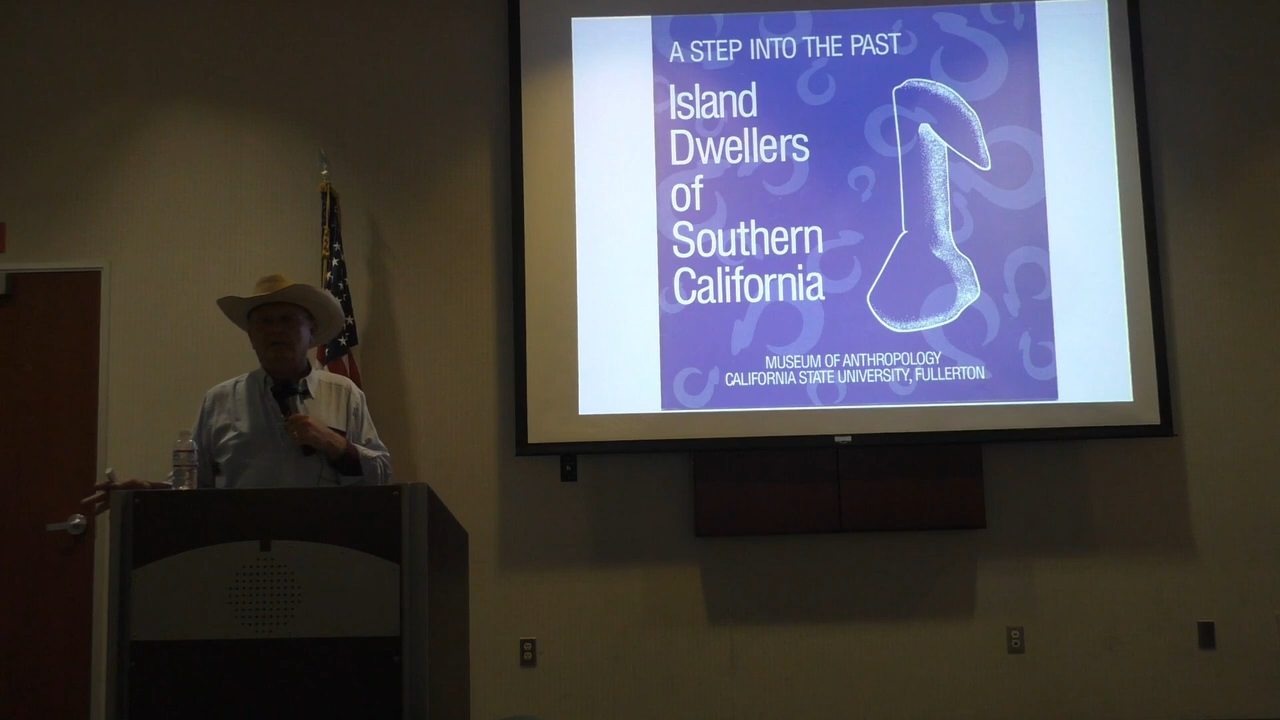 A STEP INTO THE PAST
Island
Dwellers
of
Southern
California
MUSEUM OF ANTHROPOLOGY
CALIFORNIA STATE UNIVERSITY, FULLERTON